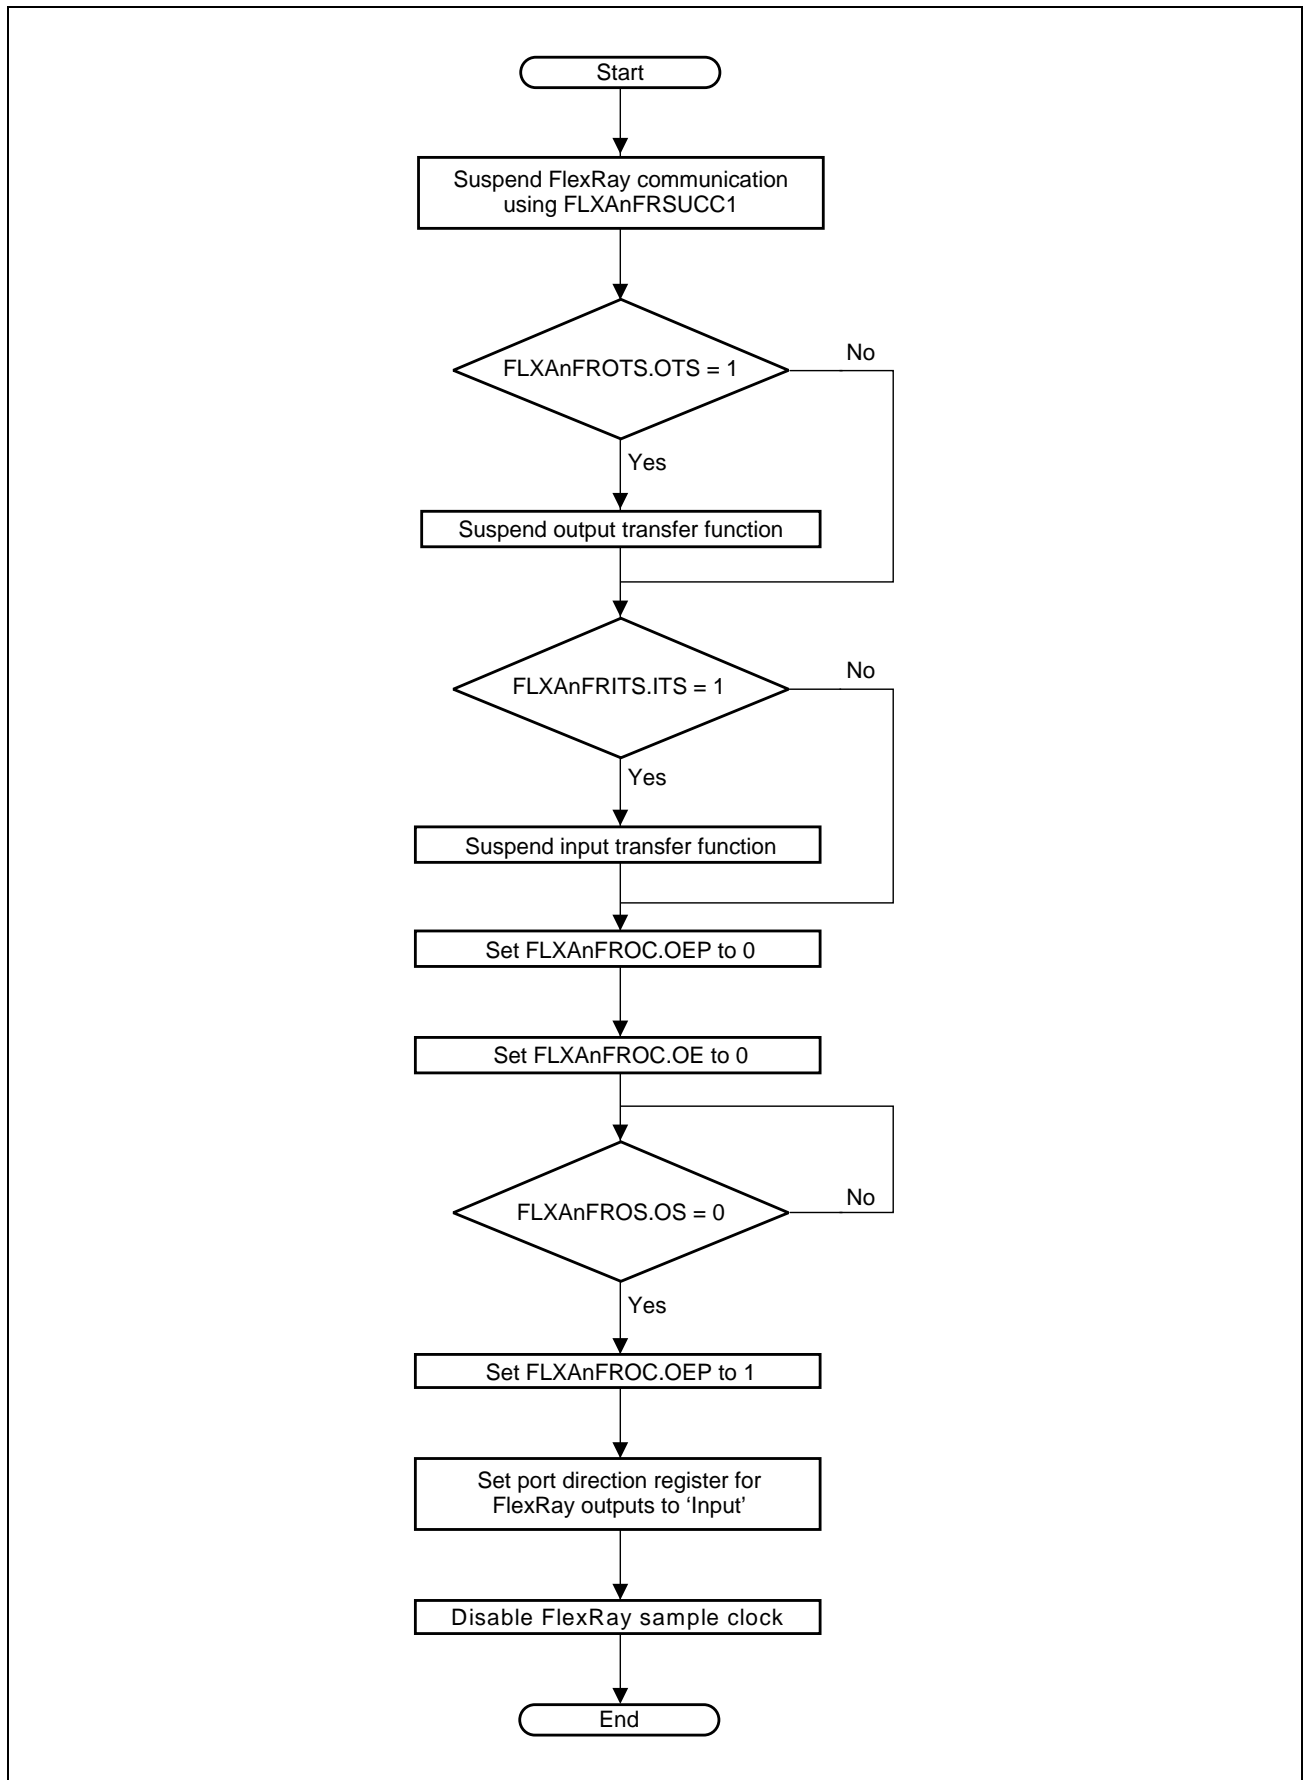 Start
Suspend FlexRay communication
using FLXAnFRSUCC1
FLXAnFROTS.OTS = 1
No
Yes
Suspend output transfer function
FLXAnFRITS.ITS = 1
No
Yes
Suspend input transfer function
Set FLXAnFROC.OEP to 0
Set FLXAnFROC.OE to 0
FLXAnFROS.OS = 0
No
Yes
Set FLXAnFROC.OEP to 1
Set port direction register for
FlexRay outputs to ‘Input’
Disable FlexRay sample clock
End